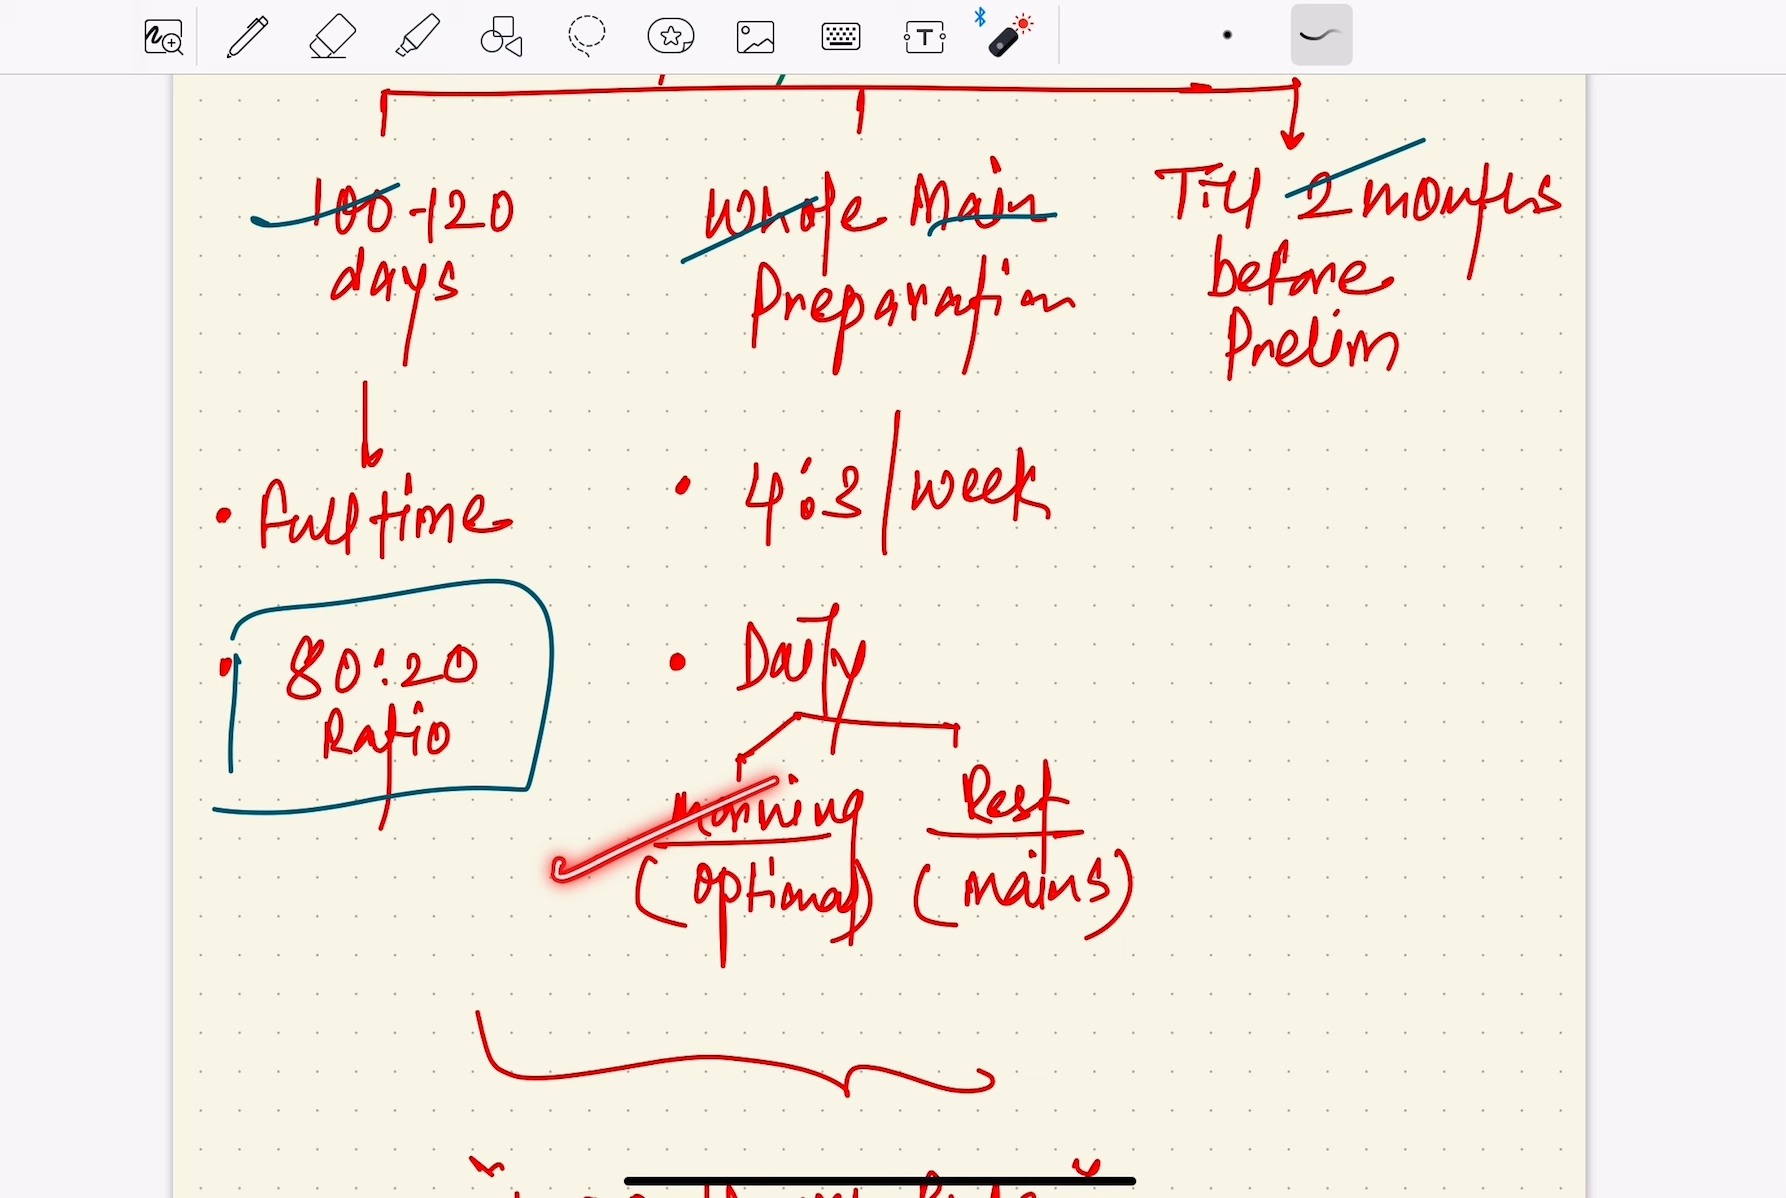 100-120
days
Whole Main
Preparation
Till 2 months
before
Prelim
• Full time
• 4:3/week
• 80:20
Ratio
• Daily
Morning
(optional)
Rest
(mains)